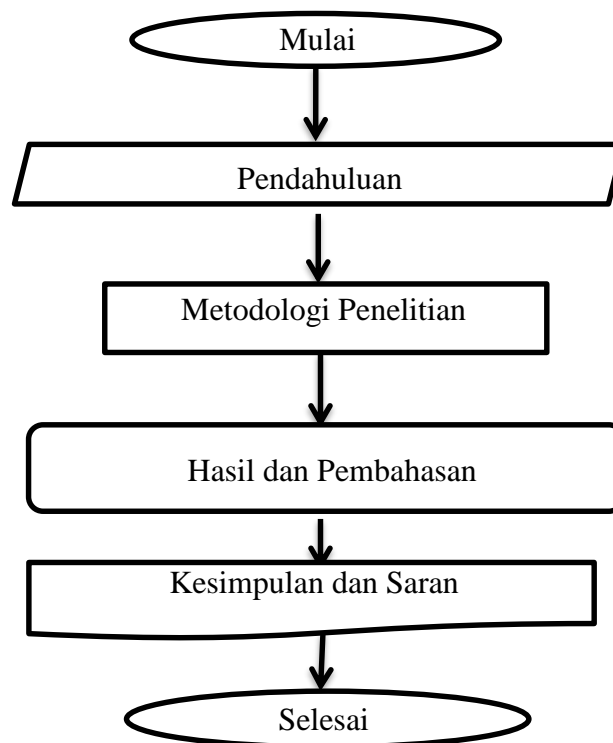 Mulai
Pendahuluan
Metodologi Penelitian
Hasil dan Pembahasan
Kesimpulan dan Saran
Selesai